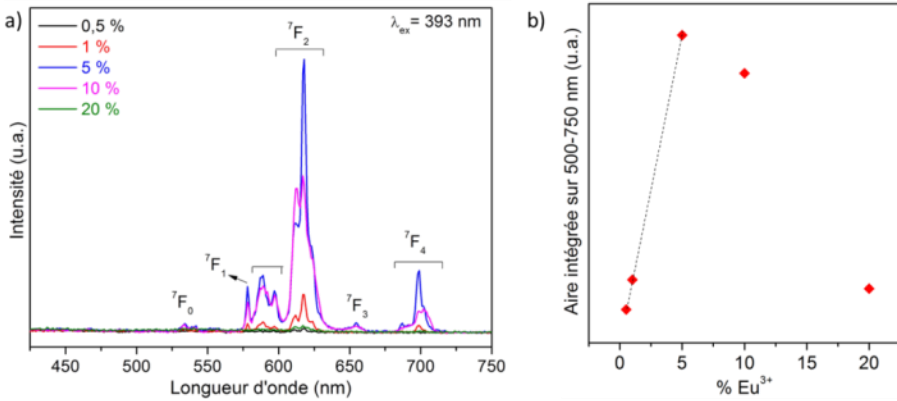 a)
λex= 393 nm
0,5 %
1 %
5 %
10 %
20 %
⁷F₂
⁷F₁
⁷F₀
⁷F₃
⁷F₄
Intensité (u.a.)
450 500 550 600 650 700 750
Longueur d'onde (nm)
b)
Aire intégrée sur 500-750 nm (u.a.)
0 5 10 15 20
% Eu³⁺